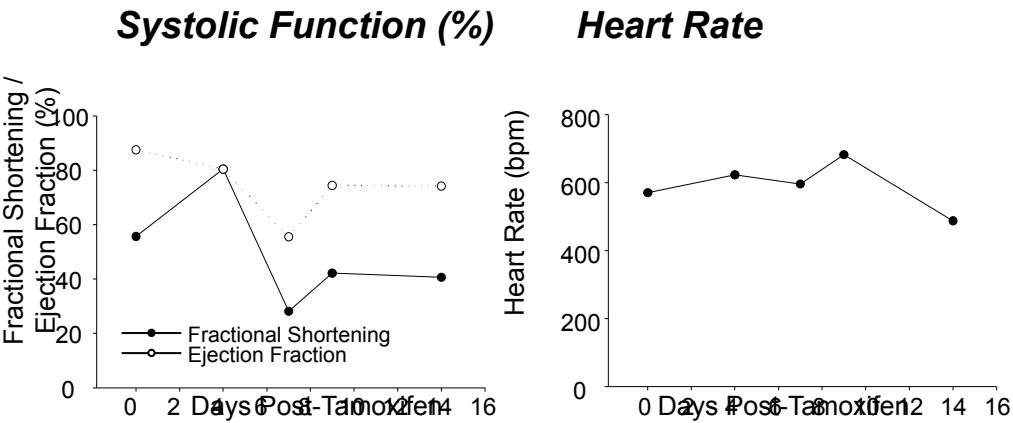 Systolic Function (%)
Fractional Shortening /
Ejection Fraction (%)
100
80
60
40
20
0
Fractional Shortening
Ejection Fraction
0 2 4 6 8 10 12 14 16
Days Post-Tamoxifen
Heart Rate
Heart Rate (bpm)
800
600
400
200
0
0 2 4 6 8 10 12 14 16
Days Post-Tamoxifen